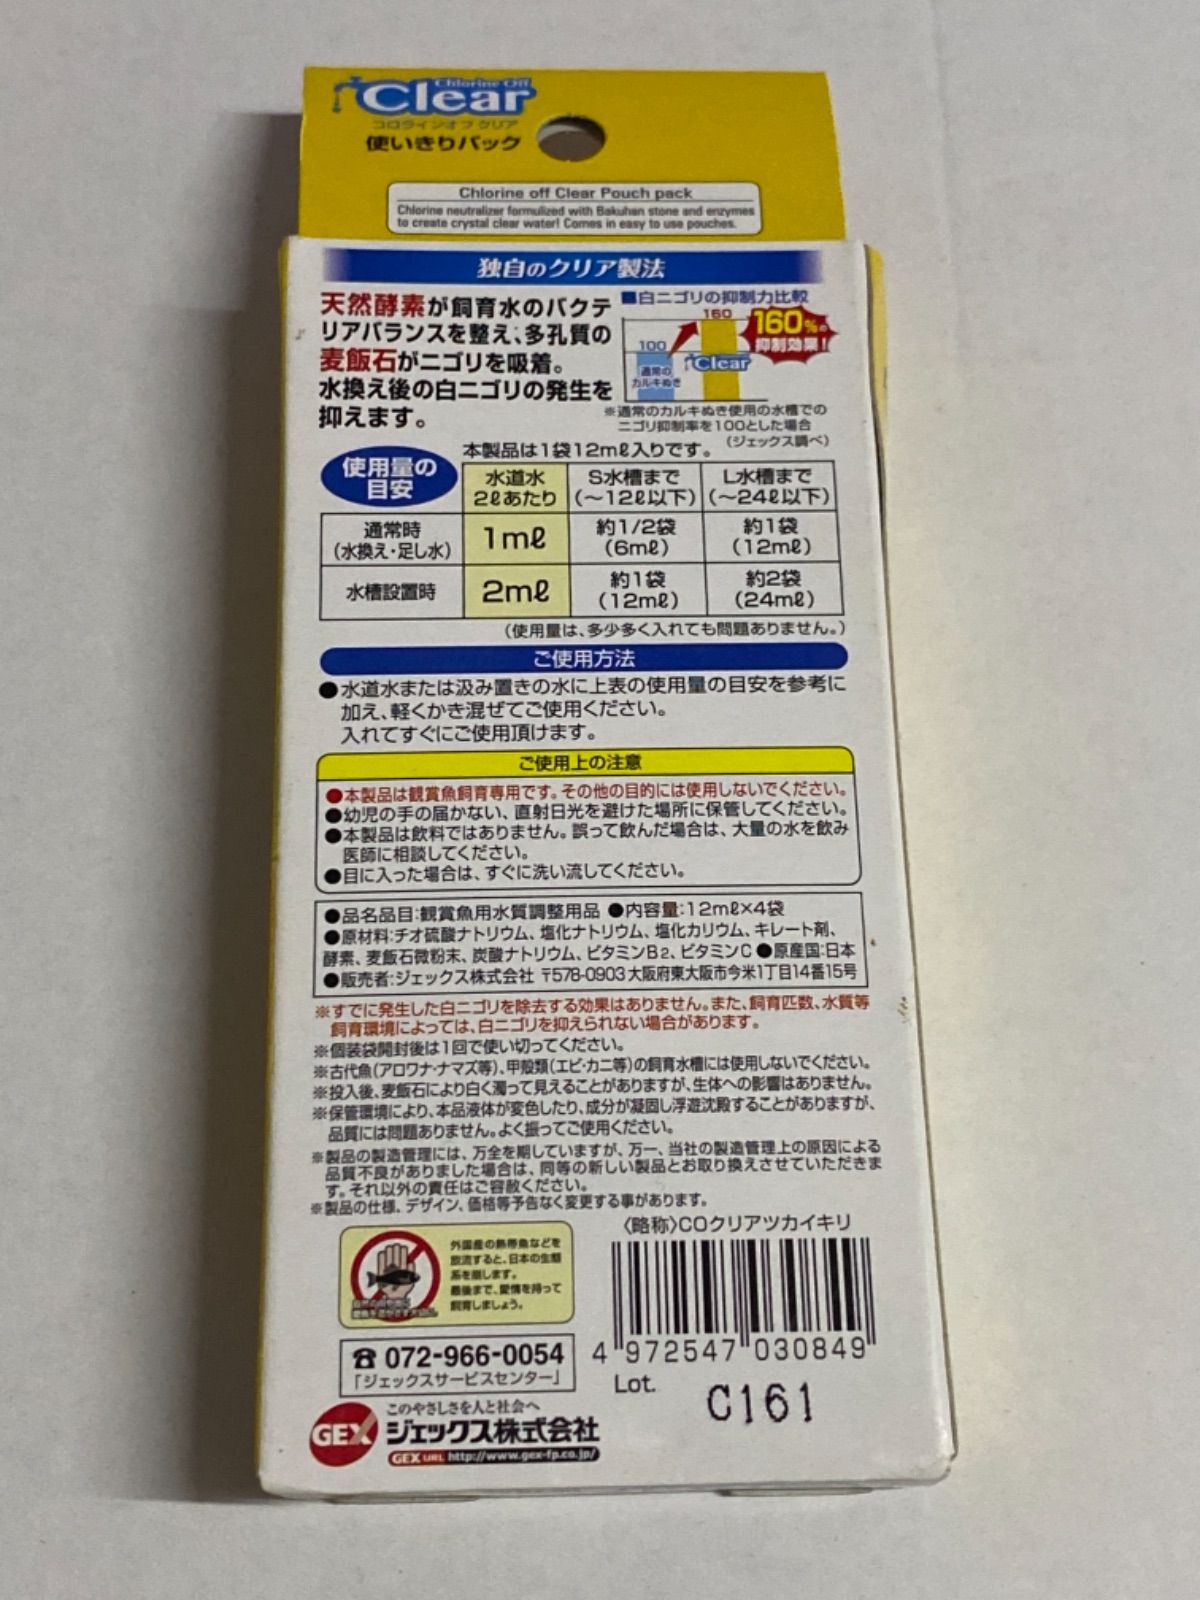 Chlorine Off
Clear
コロラインオフ クリア
使いきりパック
Chlorine off Clear Pouch pack
Chlorine neutralizer formulized with Bakuhan stone and enzymes
to create crystal clear water! Comes in easy to use pouches.
独自のクリア製法
天然酵素が飼育水のバクテ
リアバランスを整え、多孔質の
麦飯石がニゴリを吸着。
水換え後の白ニゴリの発生を
抑えます。
■白ニゴリの抑制力比較
160
100
通常の
カルキぬき
Clear
160%の
抑制効果!
※通常のカルキぬき使用の水槽での
ニゴリ抑制率を100とした場合
(ジェックス調べ)
使用量の
目安
本製品は1袋12mℓ入りです。
水道水
2ℓあたり
S水槽まで
(〜12ℓ以下)
L水槽まで
(〜24ℓ以下)
通常時
(水換え・足し水)
1mℓ
約1/2袋
(6mℓ)
約1袋
(12mℓ)
水槽設置時
2mℓ
約1袋
(12mℓ)
約2袋
(24mℓ)
(使用量は、多少多く入れても問題ありません。)
ご使用方法
●水道水または汲み置きの水に上表の使用量の目安を参考に
加え、軽くかき混ぜてご使用ください。
入れてすぐにご使用頂けます。
ご使用上の注意
●本製品は観賞魚飼育専用です。その他の目的には使用しないでください。
●幼児の手の届かない、直射日光を避けた場所に保管してください。
●本製品は飲料ではありません。誤って飲んだ場合は、大量の水を飲み
医師に相談してください。
●目に入った場合は、すぐに洗い流してください。
●品名品目:観賞魚用水質調整用品 ●内容量:12mℓ×4袋
●原材料:チオ硫酸ナトリウム、塩化ナトリウム、塩化カリウム、キレート剤、
酵素、麦飯石微粉末、炭酸ナトリウム、ビタミンB2、ビタミンC ●原産国:日本
●販売者:ジェックス株式会社 〒578-0903 大阪府東大阪市今米1丁目14番15号
※すでに発生した白ニゴリを除去する効果はありません。また、飼育匹数、水質等
飼育環境によっては、白ニゴリを抑えられない場合があります。
※個装袋開封後は1回で使い切ってください。
※古代魚(アロワナ・ナマズ等)、甲殻類(エビ・カニ等)の飼育水槽には使用しないでください。
※投入後、麦飯石により白く濁って見えることがありますが、生体への影響はありません。
※保管環境により、本品液体が変色したり、成分が凝固し浮遊沈殿することがありますが、
品質には問題ありません。よく振ってご使用ください。
※製品の製造管理には、万全を期していますが、万一、当社の製造管理上の原因による
品質不良がありました場合は、同等の新しい製品とお取り換えさせていただきま
す。それ以外の責任はご容赦ください。
※製品の仕様、デザイン、価格等予告なく変更する事があります。
〈略称〉COクリアツカイキリ
外国産の熱帯魚などを
放流すると、日本の生態
系を崩します。
最後まで、愛情を持って
飼育しましょう。
☎ 072-966-0054
「ジェックスサービスセンター」
4 972547 030849
Lot.
C161
GEX
このやさしさを人と社会へ
ジェックス株式会社
GEX URL http://www.gex-fp.co.jp/